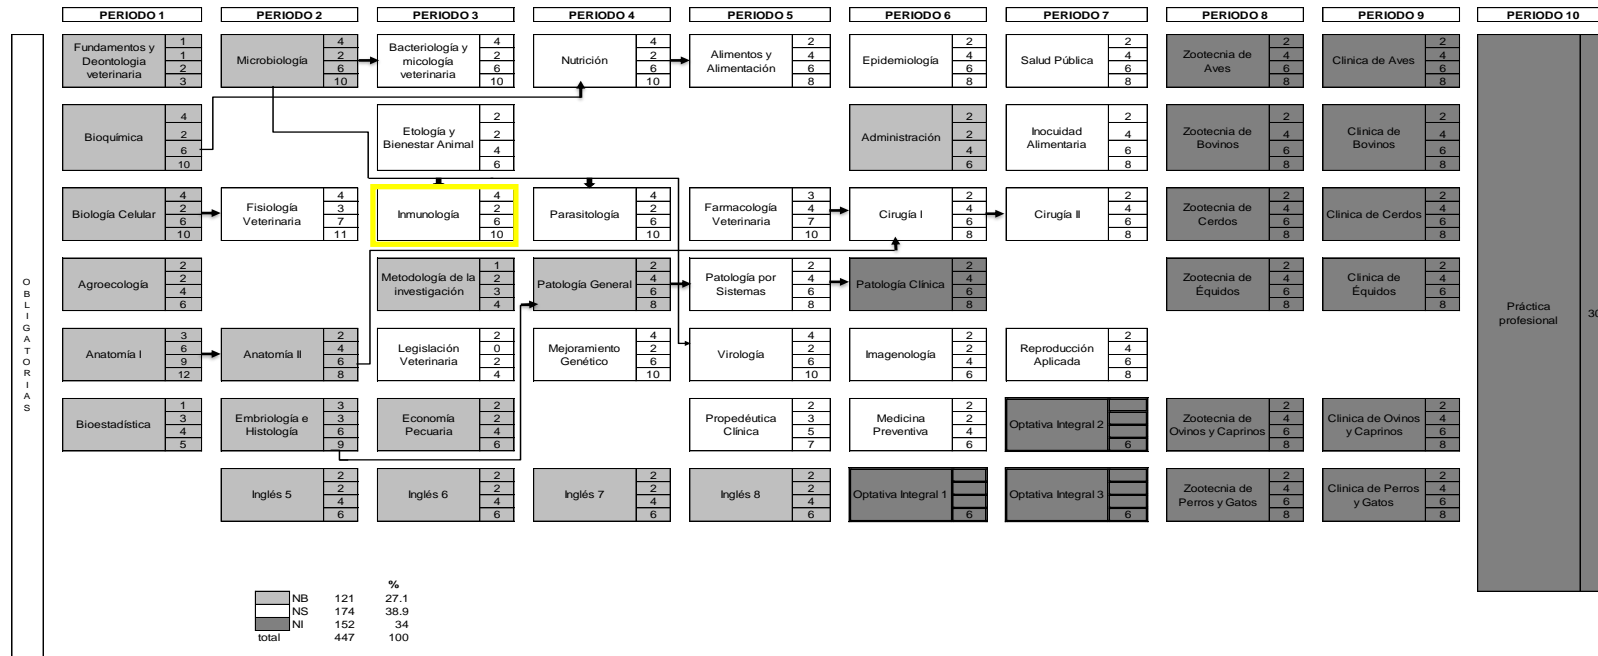 PERIODO 1
PERIODO 2
PERIODO 3
PERIODO 4
PERIODO 5
PERIODO 6
PERIODO 7
PERIODO 8
PERIODO 9
PERIODO 10
OBLIGATORIAS
Fundamentos y
Deontologia
veterinaria
1
1
2
3
Microbiología
4
2
6
10
Bacteriología y
micología
veterinaria
4
2
6
10
Nutrición
4
2
6
10
Alimentos y
Alimentación
2
4
6
8
Epidemiología
2
4
6
8
Salud Pública
2
4
6
8
Zootecnia de
Aves
2
4
6
8
Clinica de Aves
2
4
6
8
Bioquímica
4
2
6
10
Etología y
Bienestar Animal
2
2
4
6
Administración
2
2
4
6
Inocuidad
Alimentaria
2
4
6
8
Zootecnia de
Bovinos
2
4
6
8
Clinica de
Bovinos
2
4
6
8
Biología Celular
4
2
6
10
Fisiología
Veterinaria
4
3
7
11
Inmunología
4
2
6
10
Parasitología
4
2
6
10
Farmacología
Veterinaria
3
4
7
10
Cirugía I
2
4
6
8
Cirugía II
2
4
6
8
Zootecnia de
Cerdos
2
4
6
8
Clinica de Cerdos
2
4
6
8
Agroecología
2
2
4
6
Metodología de la
investigación
1
2
3
4
Patología General
2
4
6
8
Patología por
Sistemas
2
4
6
8
Patología Clínica
2
4
6
8
Zootecnia de
Équidos
2
4
6
8
Clinica de
Équidos
2
4
6
8
Práctica
profesional
30
Anatomía I
3
6
9
12
Anatomía II
2
4
6
8
Legislación
Veterinaria
2
0
2
4
Mejoramiento
Genético
4
2
6
10
Virología
4
2
6
10
Imagenología
2
2
4
6
Reproducción
Aplicada
2
4
6
8
Bioestadística
1
3
4
5
Embriología e
Histología
3
3
6
9
Economía
Pecuaria
2
2
4
6
Propedéutica
Clínica
2
3
5
7
Medicina
Preventiva
2
2
4
6
Optativa Integral 2
6
Zootecnia de
Ovinos y Caprinos
2
4
6
8
Clinica de Ovinos
y Caprinos
2
4
6
8
Inglés 5
2
2
4
6
Inglés 6
2
2
4
6
Inglés 7
2
2
4
6
Inglés 8
2
2
4
6
Optativa Integral 1
6
Optativa Integral 3
6
Zootecnia de
Perros y Gatos
2
4
6
8
Clinica de Perros
y Gatos
2
4
6
8
%
NB 121 27.1
NS 174 38.9
NI 152 34
total 447 100